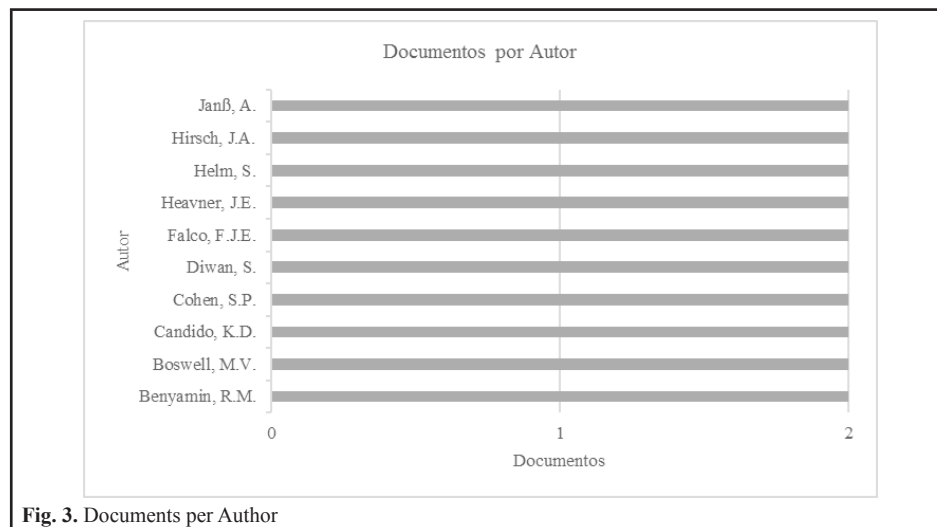 Documentos por Autor
Janß, A.
Hirsch, J.A.
Helm, S.
Heavner, J.E.
Falco, F.J.E.
Diwan, S.
Cohen, S.P.
Candido, K.D.
Boswell, M.V.
Benyamin, R.M.
Autor
0 1 2
Documentos
Fig. 3. Documents per Author